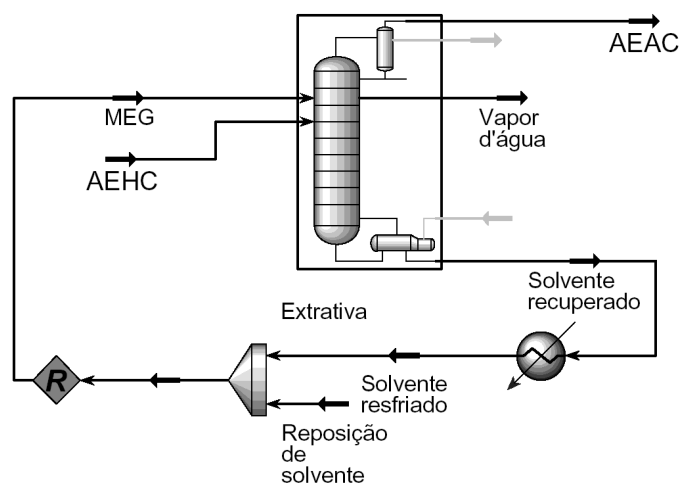 AEAC
MEG
Vapor
d'água
AEHC
Solvente
recuperado
Extrativa
R
Solvente
resfriado
Reposição
de
solvente